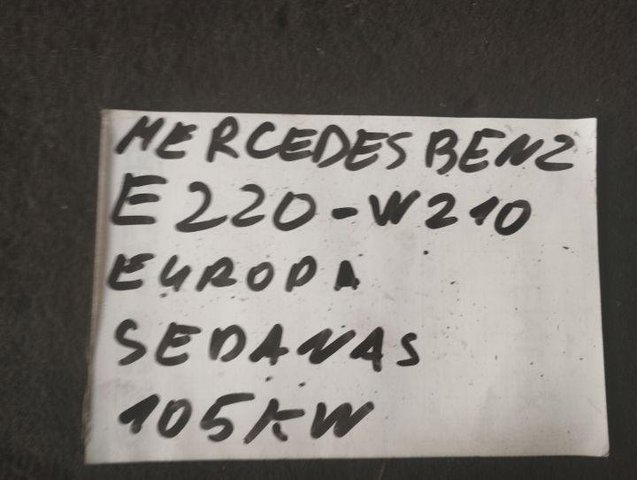 MERCEDES BENZ
E220-W210
EUROPA
SEDANAS
105KW